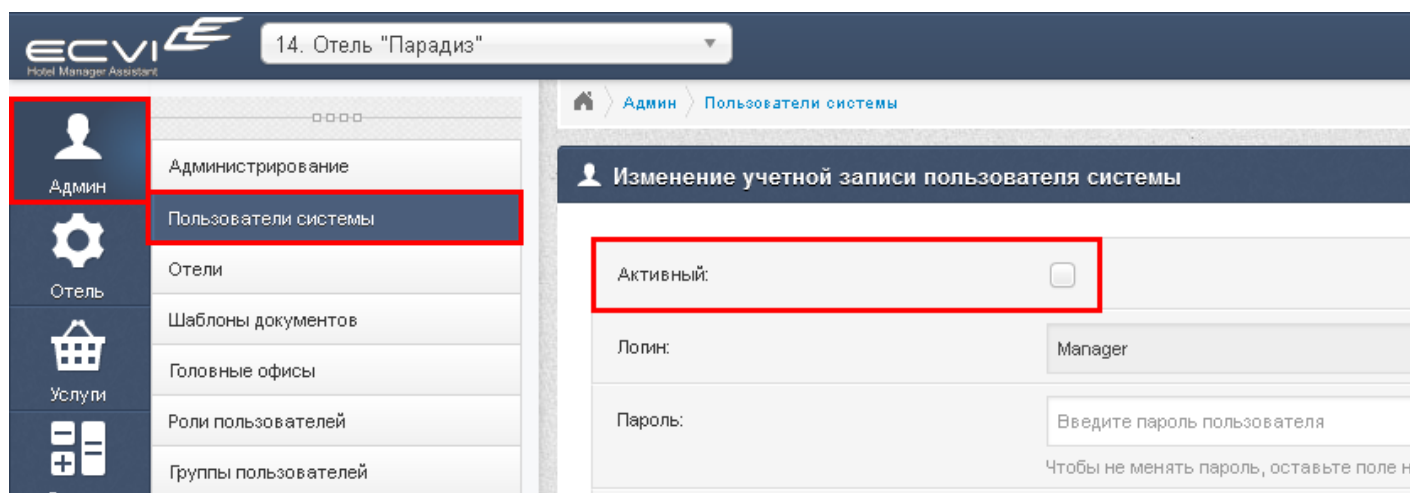 ECVI
Hotel Manager Assistant
14. Отель "Парадиз"
Админ
Отель
Услуги
Администрирование
Пользователи системы
Отели
Шаблоны документов
Головные офисы
Роли пользователей
Группы пользователей
Админ Пользователи системы
Изменение учетной записи пользователя системы
Активный:
Логин: Manager
Пароль: Введите пароль пользователя
Чтобы не менять пароль, оставьте поле